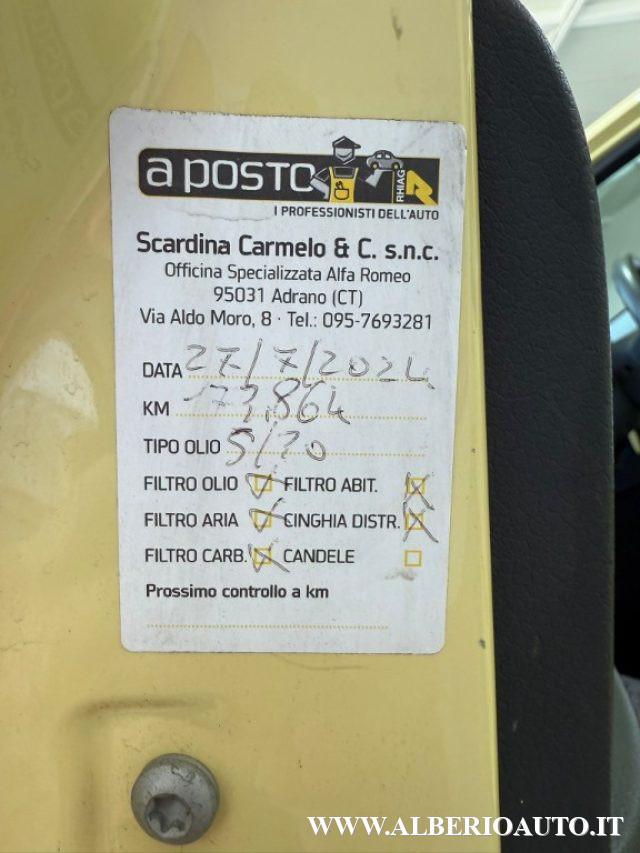 a POSTO
RHIAG
I PROFESSIONISTI DELL'AUTO
Scardina Carmelo & C. s.n.c.
Officina Specializzata Alfa Romeo
95031 Adrano (CT)
Via Aldo Moro, 8 · Tel.: 095-7693281
DATA 27/7/2024
KM 173.864
TIPO OLIO 5/30
FILTRO OLIO FILTRO ABIT.
FILTRO ARIA CINGHIA DISTR.
FILTRO CARB. CANDELE
Prossimo controllo a km
WWW.ALBERIOAUTO.IT